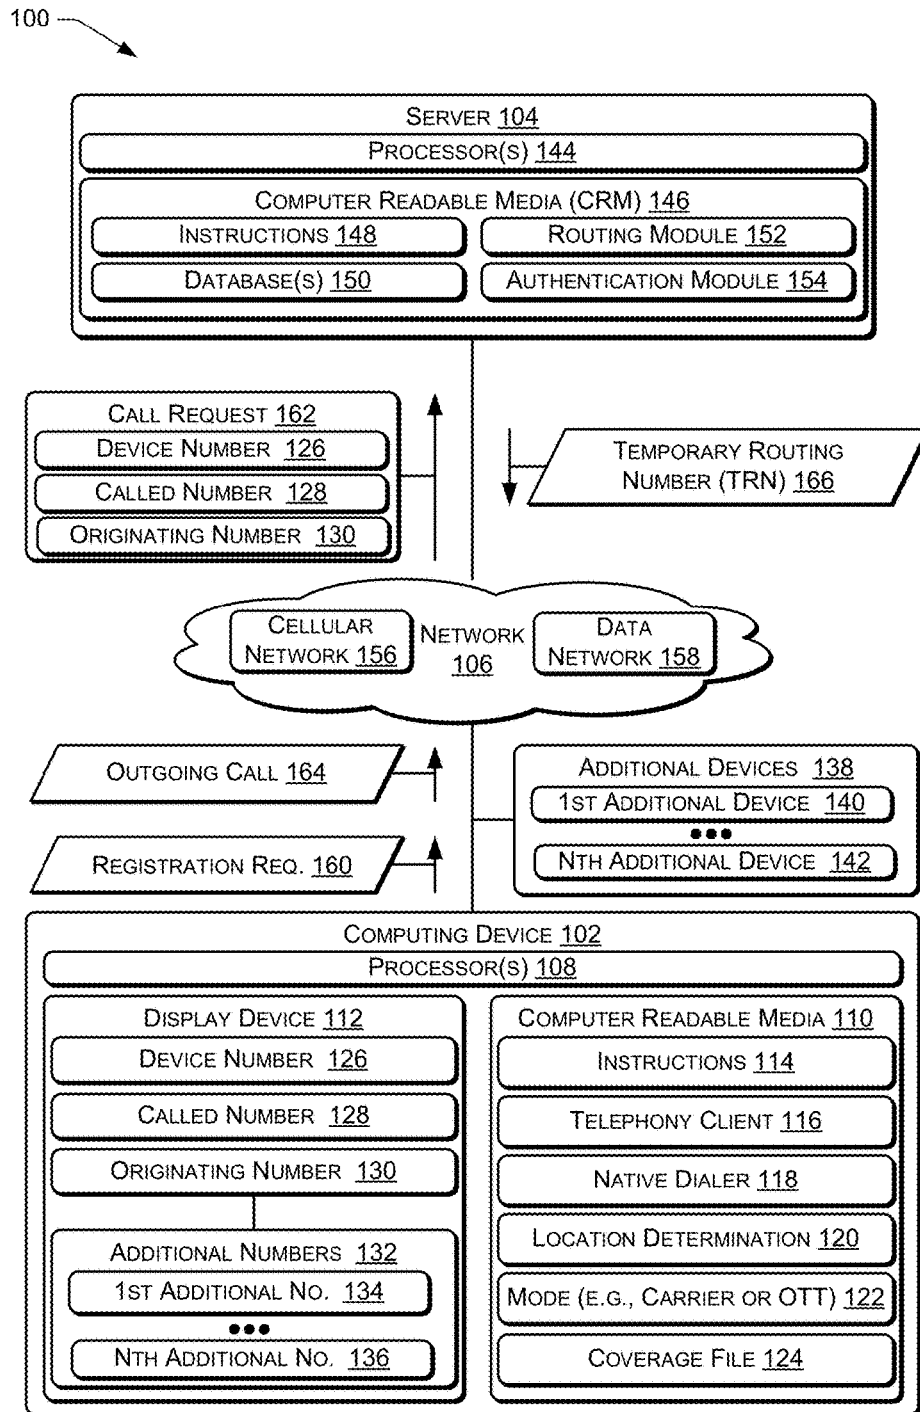 100
SERVER 104
PROCESSOR(S) 144
COMPUTER READABLE MEDIA (CRM) 146
INSTRUCTIONS 148
ROUTING MODULE 152
DATABASE(S) 150
AUTHENTICATION MODULE 154
CALL REQUEST 162
DEVICE NUMBER 126
CALLED NUMBER 128
ORIGINATING NUMBER 130
TEMPORARY ROUTING
NUMBER (TRN) 166
CELLULAR
NETWORK 156
NETWORK
106
DATA
NETWORK 158
OUTGOING CALL 164
REGISTRATION REQ. 160
ADDITIONAL DEVICES 138
1ST ADDITIONAL DEVICE 140
•••
NTH ADDITIONAL DEVICE 142
COMPUTING DEVICE 102
PROCESSOR(S) 108
DISPLAY DEVICE 112
DEVICE NUMBER 126
CALLED NUMBER 128
ORIGINATING NUMBER 130
ADDITIONAL NUMBERS 132
1ST ADDITIONAL NO. 134
•••
NTH ADDITIONAL NO. 136
COMPUTER READABLE MEDIA 110
INSTRUCTIONS 114
TELEPHONY CLIENT 116
NATIVE DIALER 118
LOCATION DETERMINATION 120
MODE (E.G., CARRIER OR OTT) 122
COVERAGE FILE 124